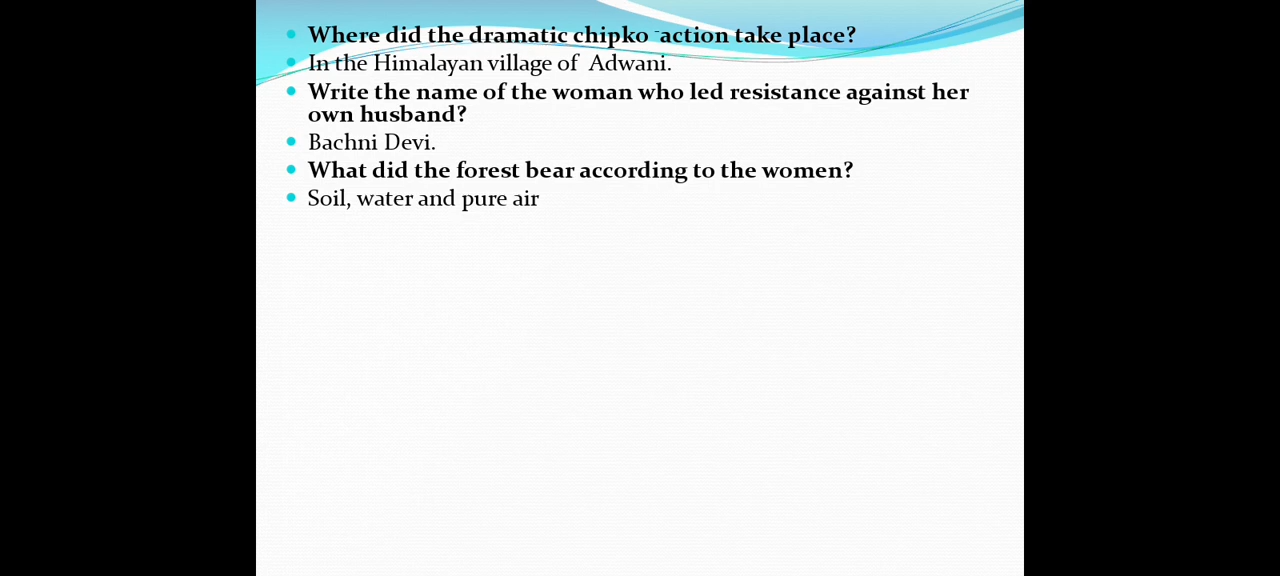 Where did the dramatic chipko -action take place?
In the Himalayan village of  Adwani.
Write the name of the woman who led resistance against her
own husband?
Bachni Devi.
What did the forest bear according to the women?
Soil, water and pure air